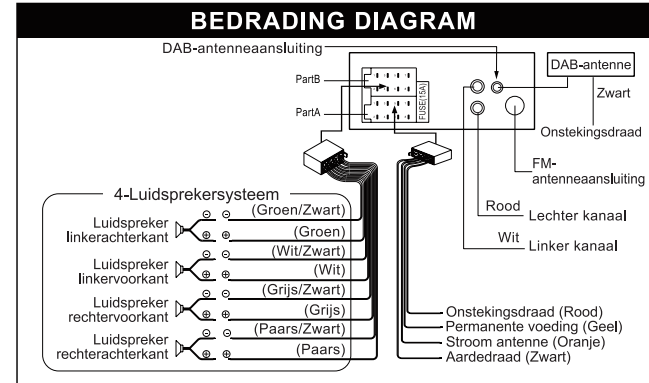 BEDRADING DIAGRAM
DAB-antenneaansluiting
DAB-antenne
PartB
Zwart
PartA
FUSE(15A)
Onstekingsdraad
FM-
antenneaansluiting
4-Luidsprekersysteem
Rood
Lechter kanaal
Wit
Linker kanaal
Luidspreker
linkerachterkant
⊖ ⊖ (Groen/Zwart)
⊕ ⊕ (Groen)
Luidspreker
linkervoorkant
⊖ ⊖ (Wit/Zwart)
⊕ ⊕ (Wit)
Luidspreker
rechtervoorkant
⊖ ⊖ (Grijs/Zwart)
⊕ ⊕ (Grijs)
Luidspreker
rechterachterkant
⊖ ⊖ (Paars/Zwart)
⊕ ⊕ (Paars)
Onstekingsdraad (Rood)
Permanente voeding (Geel)
Stroom antenne (Oranje)
Aardedraad (Zwart)